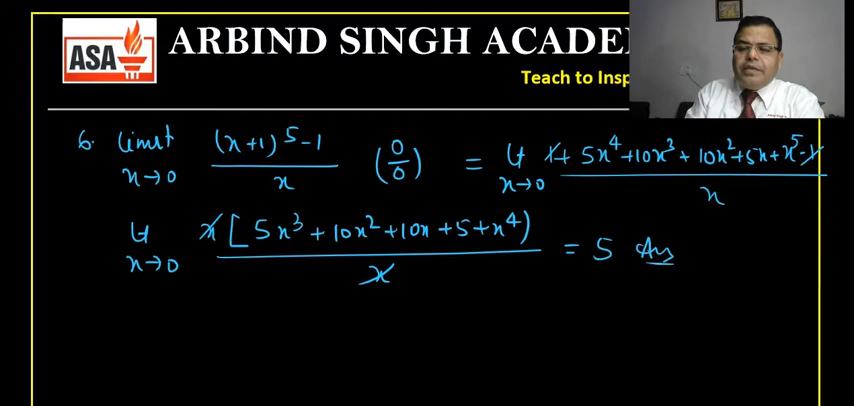 ASA
ARBIND SINGH ACADE
Teach to Insp
6. limit x→0 ((x+1)^5 - 1)/x (0/0) = Lt x→0 (1 + 5x^4 + 10x^3 + 10x^2 + 5x + x^5 - 1)/x
Lt x→0 x[5x^3 + 10x^2 + 10x + 5 + x^4)/x = 5 Ans